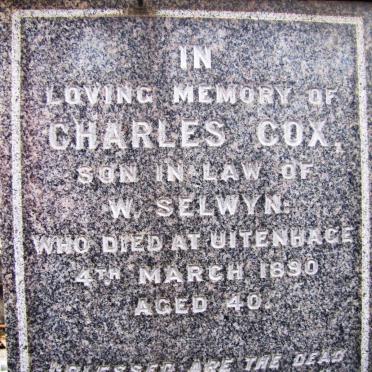 IN
LOVING MEMORY OF
CHARLES COX,
SON IN LAW OF
W. SELWYN:
WHO DIED AT UITENHAGE
4TH MARCH 1890
AGED 40.
"BLESSED ARE THE DEAD